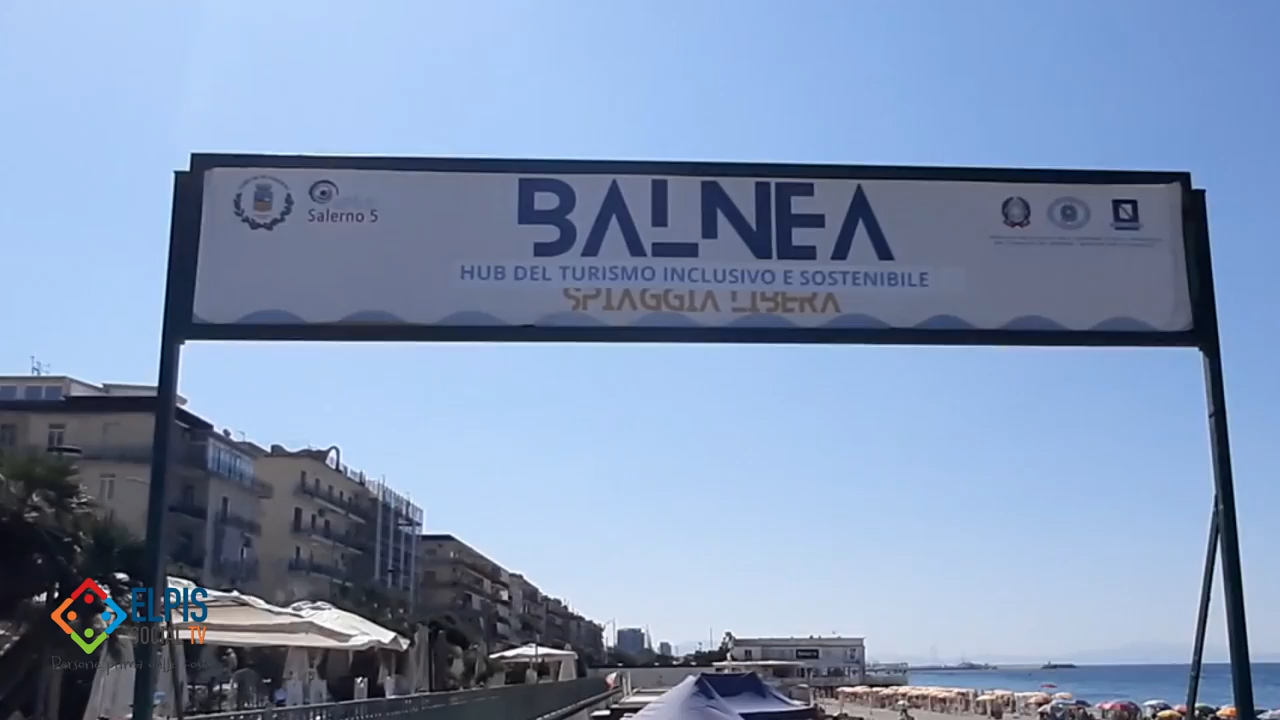 Salerno 5
BALNEA
HUB DEL TURISMO INCLUSIVO E SOSTENIBILE
SPIAGGIA LIBERA
ELPIS
SOCIAL TV